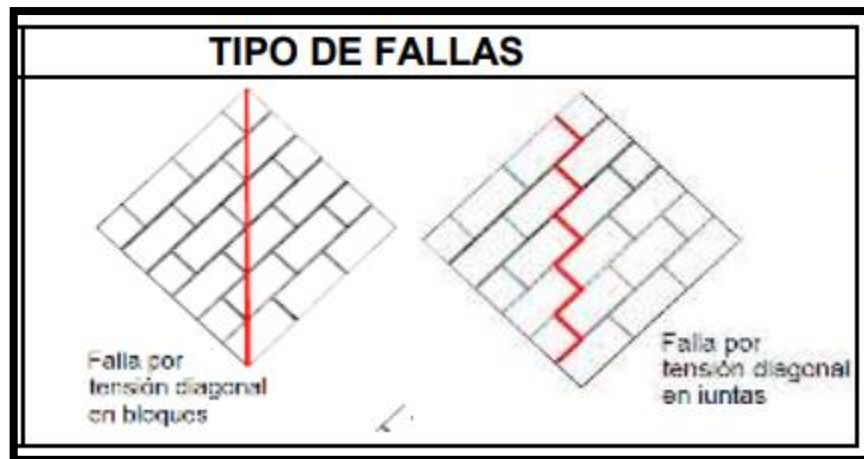 TIPO DE FALLAS
Falla por
tensión diagonal
en bloques
Falla por
tensión diagonal
en juntas